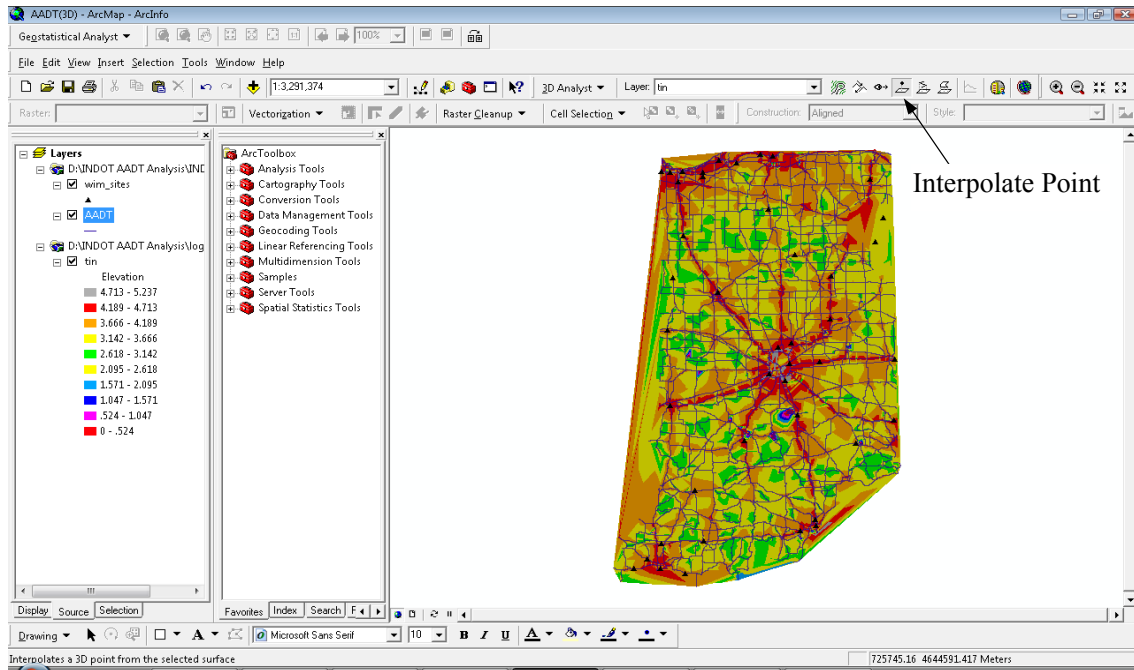 AADT(3D) - ArcMap - ArcInfo
Geostatistical Analyst
100%
File Edit View Insert Selection Tools Window Help
1:3,291,374
3D Analyst
Layer: tin
Raster:
Vectorization
Raster Cleanup
Cell Selection
Construction: Aligned
Style:
Interpolate Point
Layers
D:\INDOT AADT Analysis\IND
wim_sites
AADT
D:\INDOT AADT Analysis\log
tin
Elevation
4.713 - 5.237
4.189 - 4.713
3.666 - 4.189
3.142 - 3.666
2.618 - 3.142
2.095 - 2.618
1.571 - 2.095
1.047 - 1.571
.524 - 1.047
0 - .524
ArcToolbox
Analysis Tools
Cartography Tools
Conversion Tools
Data Management Tools
Geocoding Tools
Linear Referencing Tools
Multidimension Tools
Samples
Server Tools
Spatial Statistics Tools
Display Source Selection
Favorites Index Search F
Drawing
A
Microsoft Sans Serif
10
B I U A
Interpolates a 3D point from the selected surface
725745.16 4644591.417 Meters